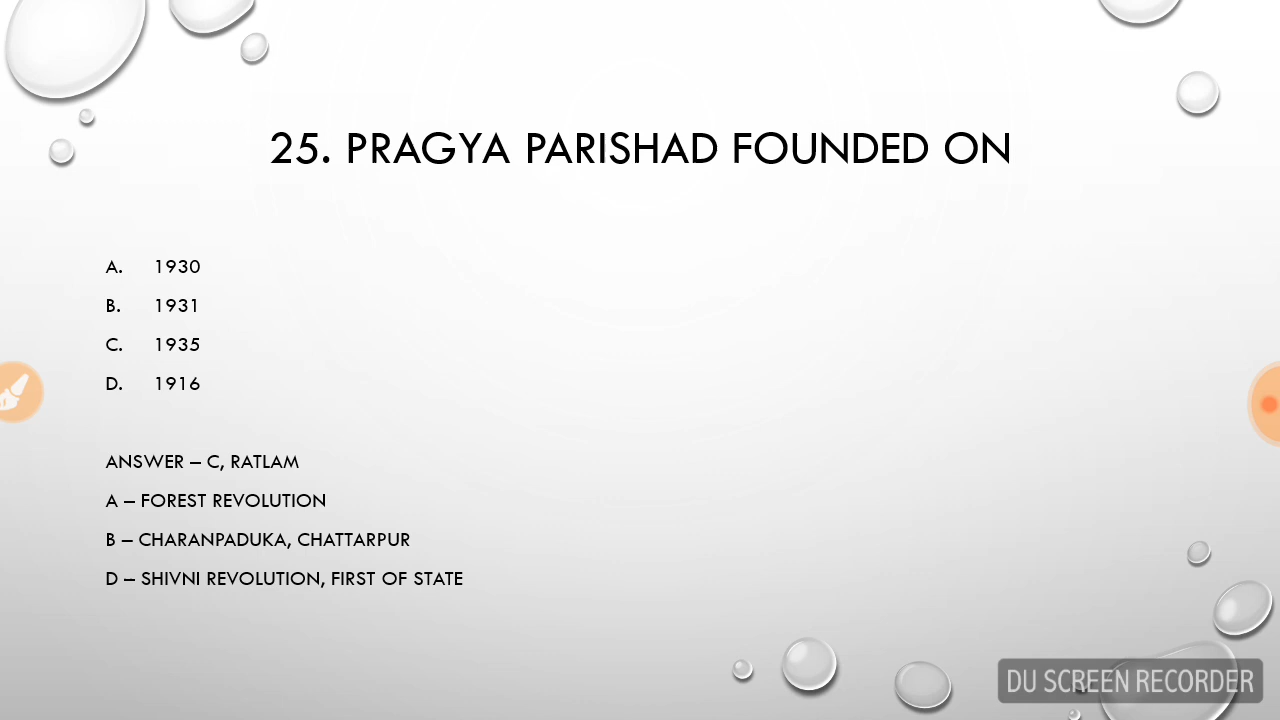 25. PRAGYA PARISHAD FOUNDED ON
A. 1930
B. 1931
C. 1935
D. 1916
ANSWER – C, RATLAM
A – FOREST REVOLUTION
B – CHARANPADUKA, CHATTARPUR
D – SHIVNI REVOLUTION, FIRST OF STATE
DU SCREEN RECORDER